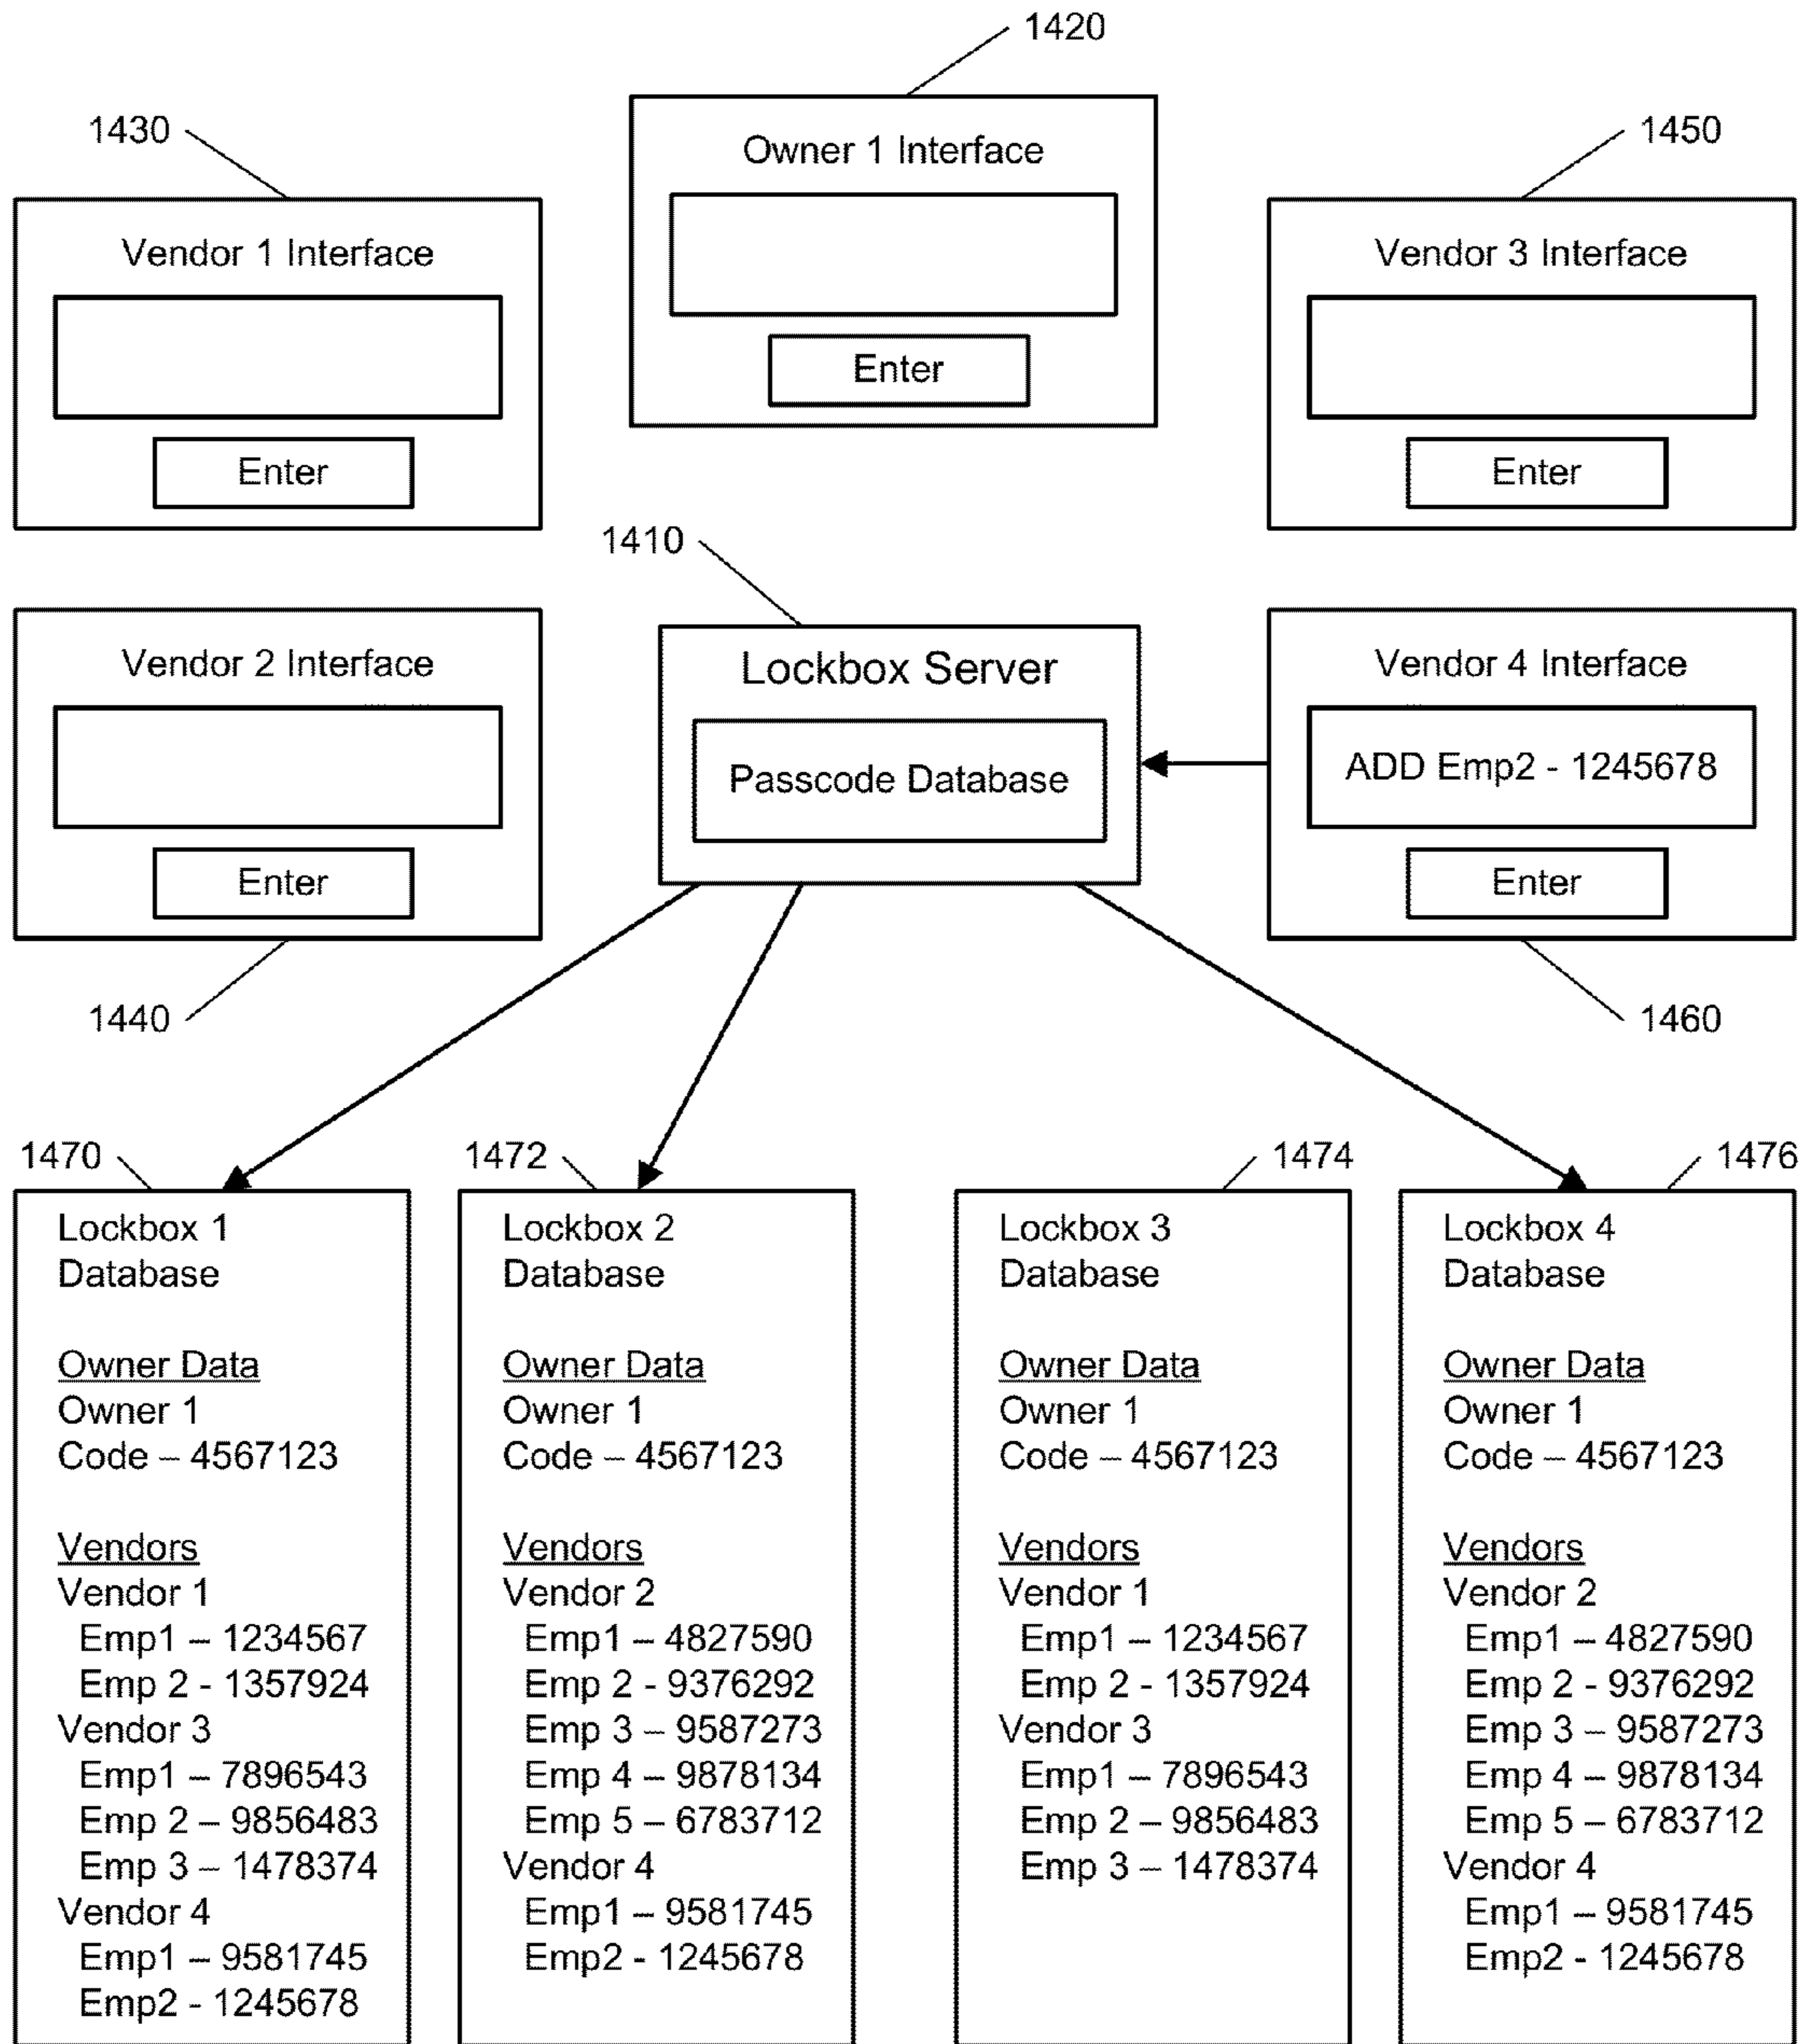 1420
1430
1450
Owner 1 Interface
Enter
Vendor 1 Interface
Enter
Vendor 3 Interface
Enter
1410
Vendor 2 Interface
Enter
1440
Lockbox Server
Passcode Database
Vendor 4 Interface
ADD Emp2 - 1245678
Enter
1460
1470
Lockbox 1
Database
Owner Data
Owner 1
Code – 4567123
Vendors
Vendor 1
Emp1 – 1234567
Emp 2 - 1357924
Vendor 3
Emp1 – 7896543
Emp 2 – 9856483
Emp 3 – 1478374
Vendor 4
Emp1 – 9581745
Emp2 - 1245678
1472
Lockbox 2
Database
Owner Data
Owner 1
Code – 4567123
Vendors
Vendor 2
Emp1 – 4827590
Emp 2 - 9376292
Emp 3 – 9587273
Emp 4 – 9878134
Emp 5 – 6783712
Vendor 4
Emp1 – 9581745
Emp2 - 1245678
1474
Lockbox 3
Database
Owner Data
Owner 1
Code – 4567123
Vendors
Vendor 1
Emp1 – 1234567
Emp 2 - 1357924
Vendor 3
Emp1 – 7896543
Emp 2 – 9856483
Emp 3 – 1478374
1476
Lockbox 4
Database
Owner Data
Owner 1
Code – 4567123
Vendors
Vendor 2
Emp1 – 4827590
Emp 2 - 9376292
Emp 3 – 9587273
Emp 4 – 9878134
Emp 5 – 6783712
Vendor 4
Emp1 – 9581745
Emp2 - 1245678